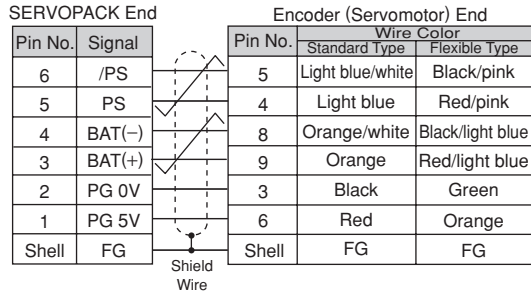 SERVOPACK End
Encoder (Servomotor) End
Pin No. Signal
Pin No. Wire Color
Standard Type Flexible Type
6 /PS 5 Light blue/white Black/pink
5 PS 4 Light blue Red/pink
4 BAT(−) 8 Orange/white Black/light blue
3 BAT(+) 9 Orange Red/light blue
2 PG 0V 3 Black Green
1 PG 5V 6 Red Orange
Shell FG Shell FG FG
Shield
Wire